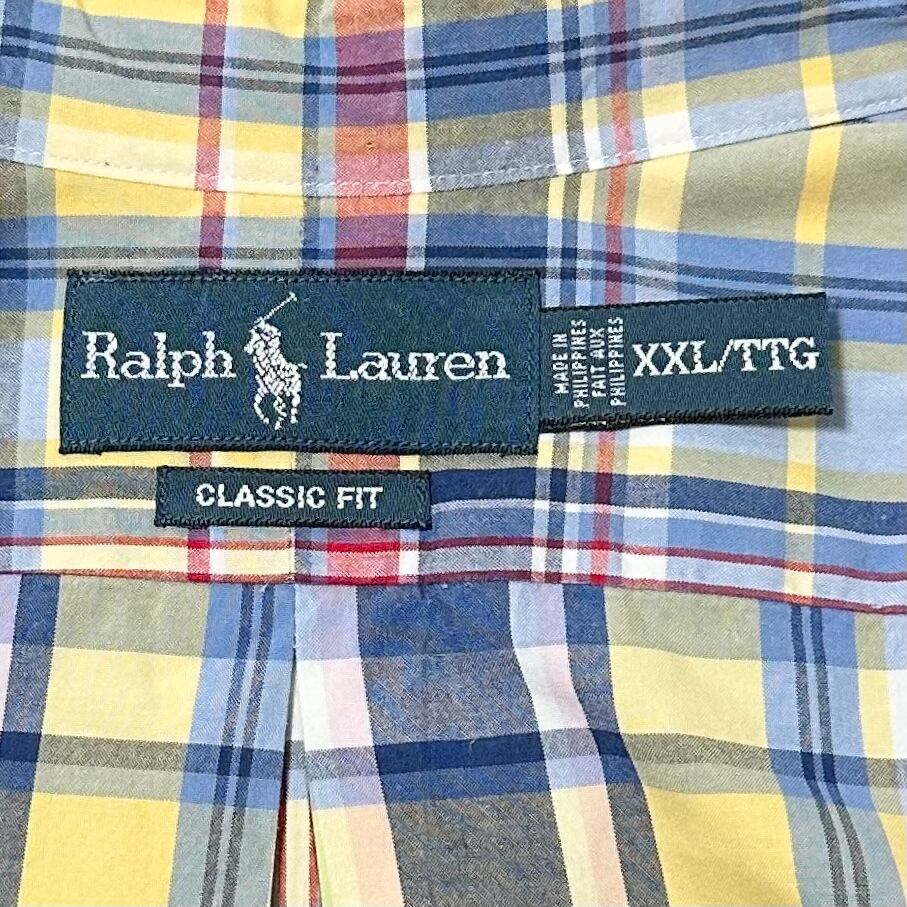 Ralph Lauren
MADE IN
PHILIPPINES
FAIT AUX
PHILIPPINES
XXL/TTG
CLASSIC FIT